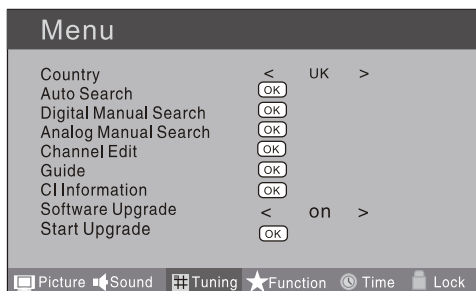 Menu
Country < UK >
Auto Search OK
Digital Manual Search OK
Analog Manual Search OK
Channel Edit OK
Guide OK
CI Information OK
Software Upgrade < on >
Start Upgrade OK
Picture Sound Tuning Function Time Lock